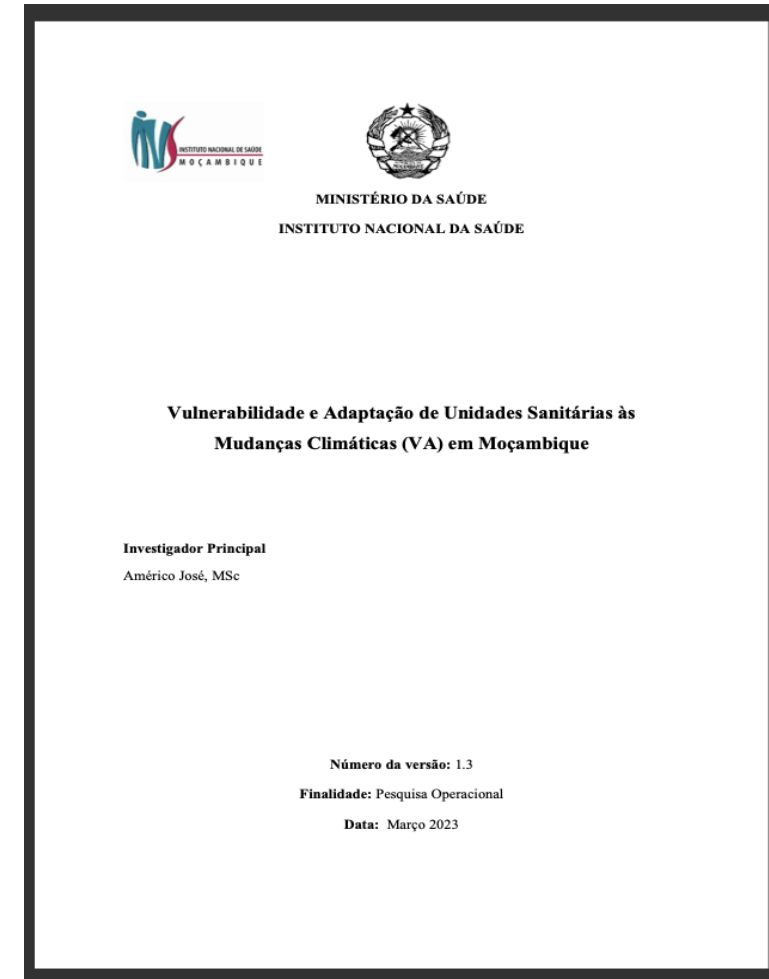 INSTITUTO NACIONAL DE SAÚDE
MOÇAMBIQUE
MINISTÉRIO DA SAÚDE
INSTITUTO NACIONAL DA SAÚDE
Vulnerabilidade e Adaptação de Unidades Sanitárias às
Mudanças Climáticas (VA) em Moçambique
Investigador Principal
Américo José, MSc
Número da versão: 1.3
Finalidade: Pesquisa Operacional
Data: Março 2023